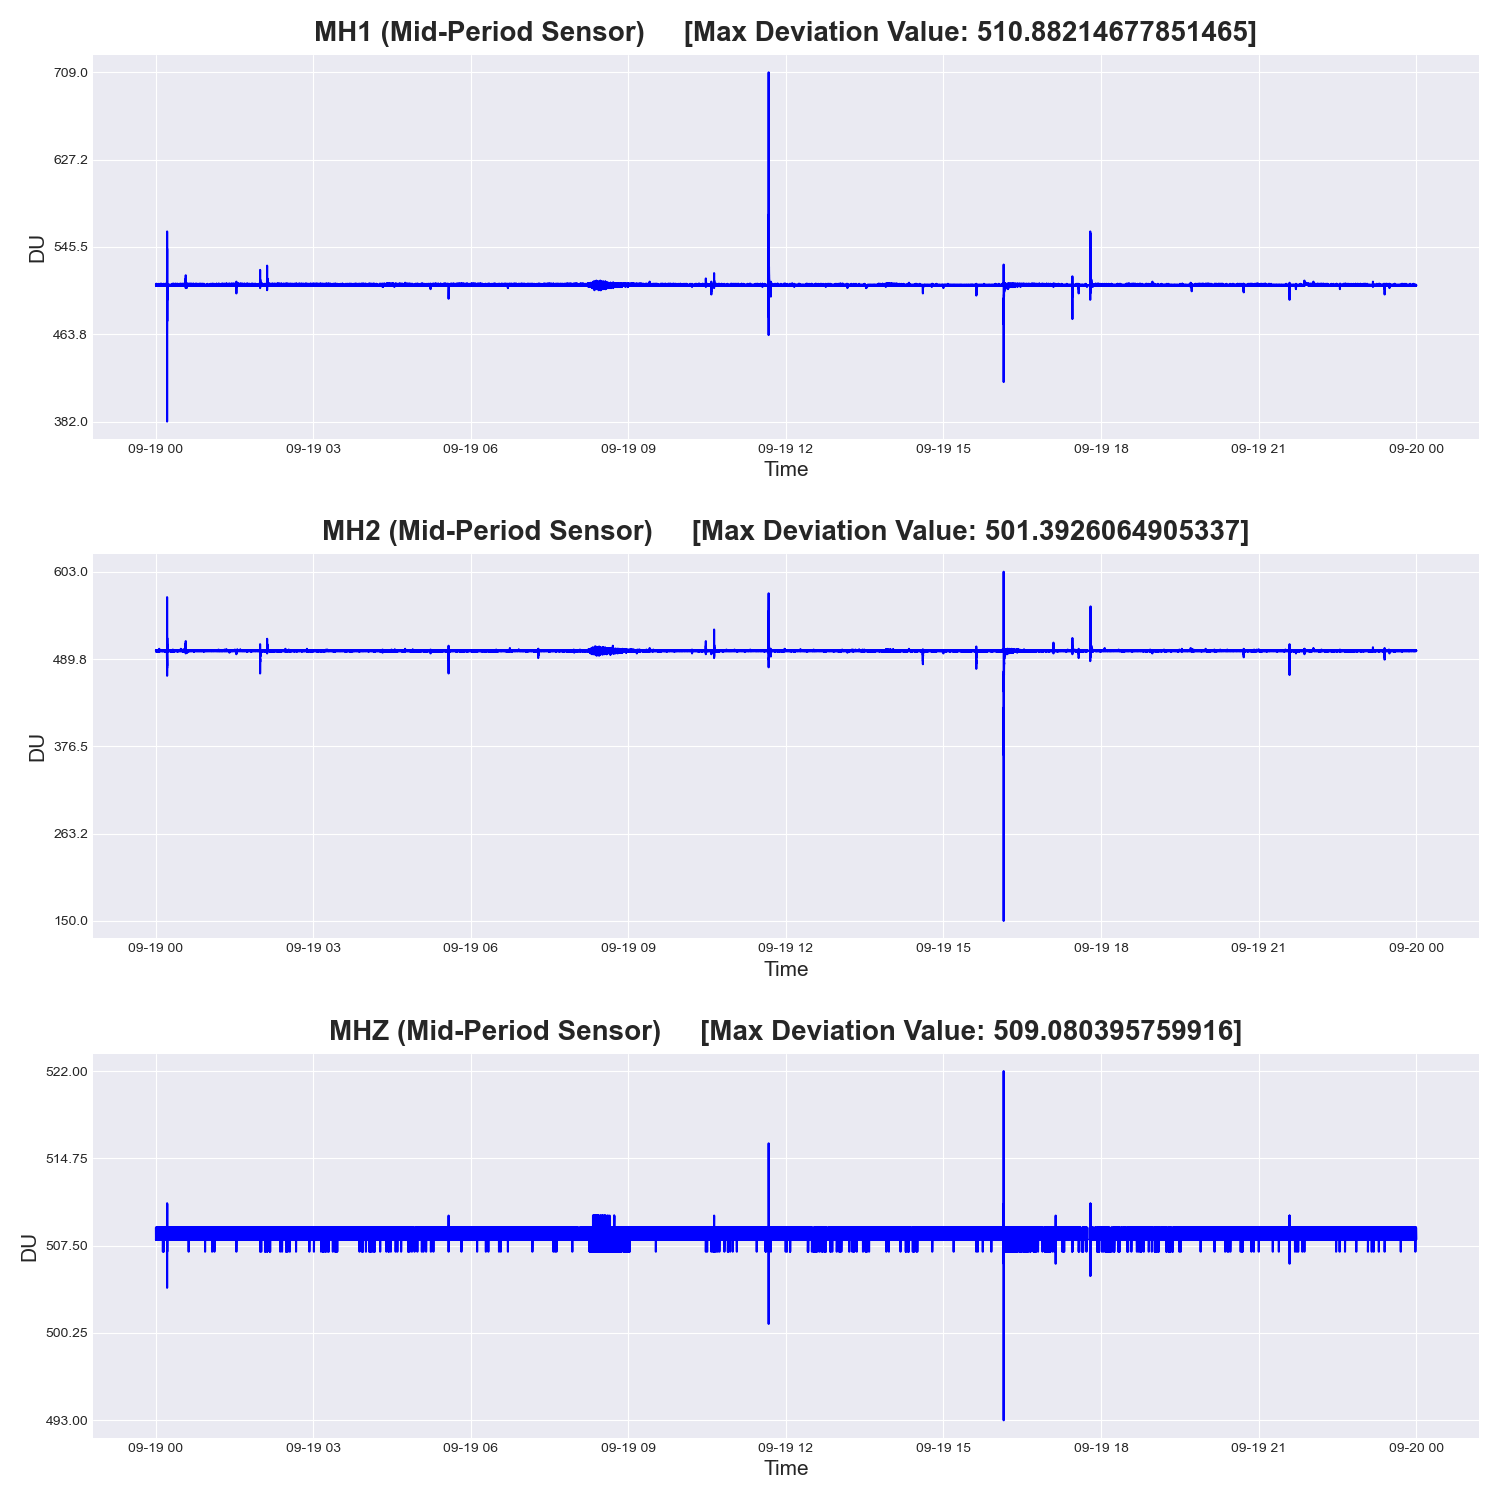 MH1 (Mid-Period Sensor) [Max Deviation Value: 510.88214677851465]
709.0
627.2
545.5
463.8
382.0
DU
09-19 00 09-19 03 09-19 06 09-19 09 09-19 12 09-19 15 09-19 18 09-19 21 09-20 00
Time
MH2 (Mid-Period Sensor) [Max Deviation Value: 501.3926064905337]
603.0
489.8
376.5
263.2
150.0
DU
09-19 00 09-19 03 09-19 06 09-19 09 09-19 12 09-19 15 09-19 18 09-19 21 09-20 00
Time
MHZ (Mid-Period Sensor) [Max Deviation Value: 509.080395759916]
522.00
514.75
507.50
500.25
493.00
DU
09-19 00 09-19 03 09-19 06 09-19 09 09-19 12 09-19 15 09-19 18 09-19 21 09-20 00
Time